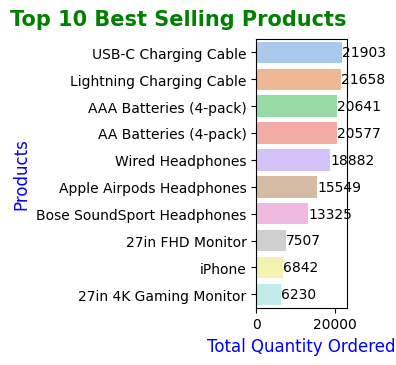 Top 10 Best Selling Products
USB-C Charging Cable 21903
Lightning Charging Cable 21658
AAA Batteries (4-pack) 20641
AA Batteries (4-pack) 20577
Wired Headphones 18882
Apple Airpods Headphones 15549
Bose SoundSport Headphones 13325
27in FHD Monitor 7507
iPhone 6842
27in 4K Gaming Monitor 6230
Products
0 20000
Total Quantity Ordered